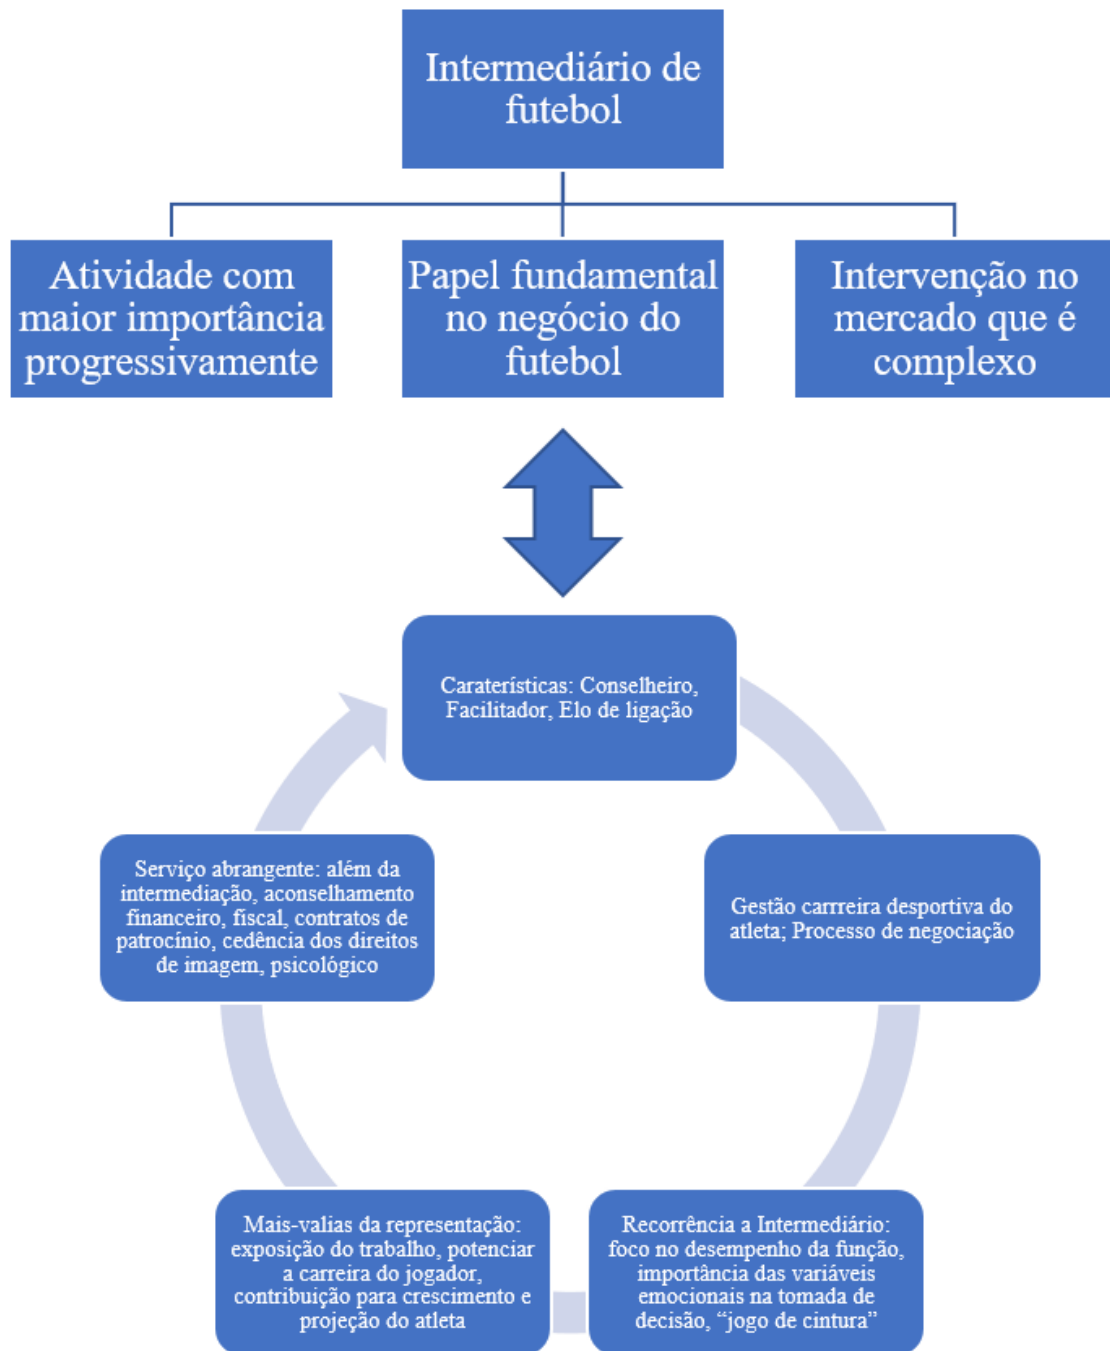 Intermediário de
futebol
Atividade com
maior importância
progressivamente
Papel fundamental
no negócio do
futebol
Intervenção no
mercado que é
complexo
Caraterísticas: Conselheiro,
Facilitador, Elo de ligação
Gestão carrreira desportiva do
atleta; Processo de negociação
Recorrência a Intermediário:
foco no desempenho da função,
importância das variáveis
emocionais na tomada de
decisão, “jogo de cintura”
Mais-valias da representação:
exposição do trabalho, potenciar
a carreira do jogador,
contribuição para crescimento e
projeção do atleta
Serviço abrangente: além da
intermediação, aconselhamento
financeiro, fiscal, contratos de
patrocínio, cedência dos direitos
de imagem, psicológico